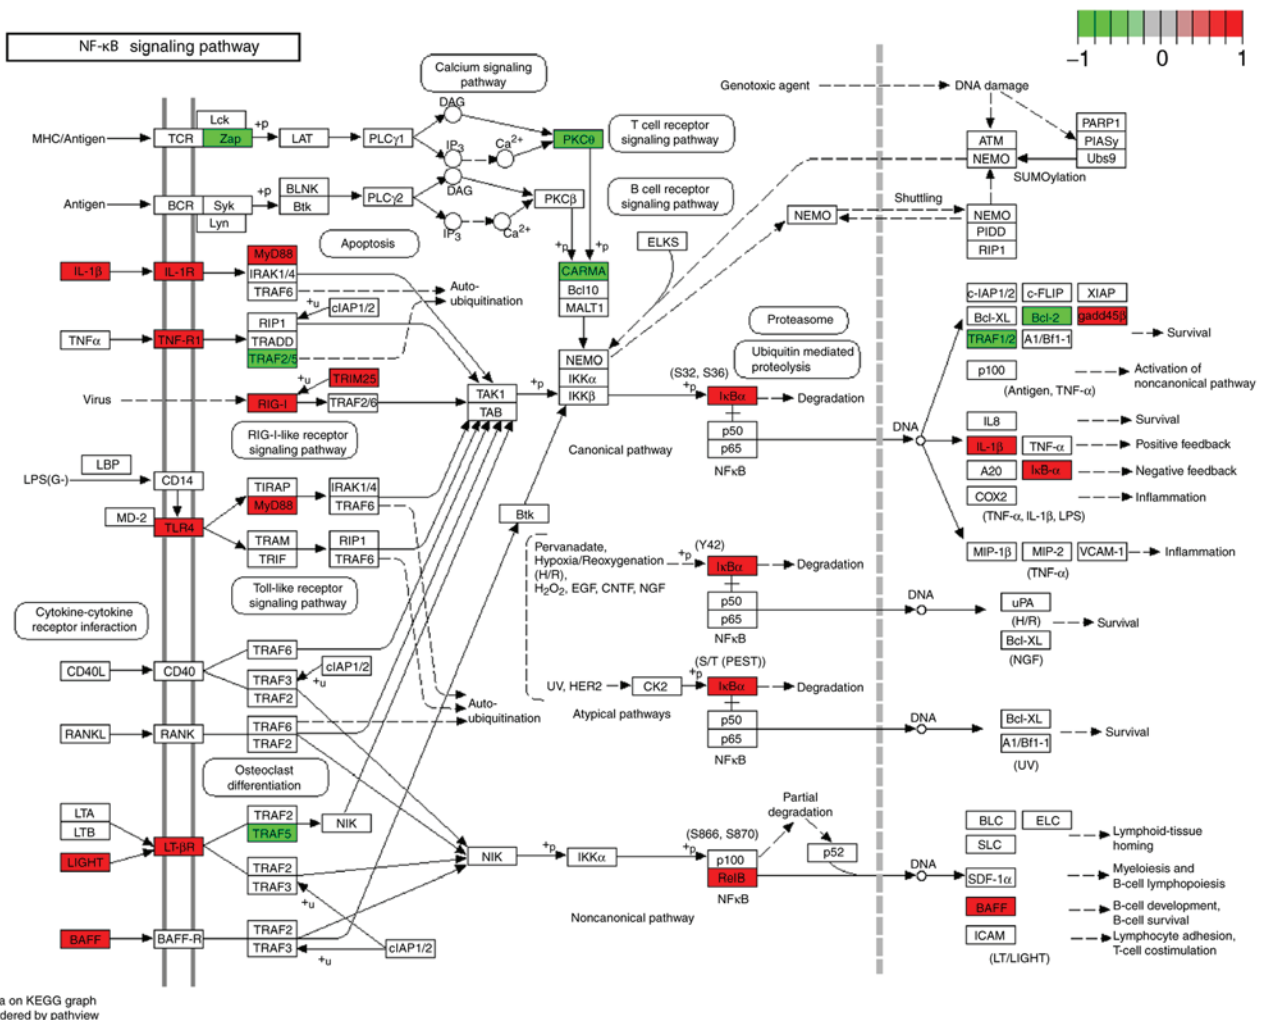 NF-κB signaling pathway
−1 0 1
Calcium signaling
pathway
Genotoxic agent
DNA damage
MHC/Antigen
TCR
Lck
Zap
+p
LAT
PLCγ1
DAG
IP3
Ca2+
PKCθ
T cell receptor
signaling pathway
ATM
NEMO
PARP1
PIASy
Ubs9
SUMOylation
Antigen
BCR
Syk
Lyn
+p
BLNK
Btk
PLCγ2
DAG
IP3
Ca2+
PKCβ
B cell receptor
signaling pathway
Shuttling
NEMO
NEMO
PIDD
RIP1
Apoptosis
+p
+p
ELKS
IL-1β
IL-1R
MyD88
IRAK1/4
TRAF6
Auto-
ubiquitination
CARMA
Bcl10
MALT1
TNFα
TNF-R1
+u
cIAP1/2
RIP1
TRADD
TRAF2/5
Proteasome
Ubiquitin mediated
proteolysis
c-IAP1/2
c-FLIP
XIAP
Bcl-XL
Bcl-2
gadd45β
TRAF1/2
A1/Bf1-1
Survival
p100
Activation of
noncanonical pathway
(Antigen, TNF-α)
Virus
+u
TRIM25
RIG-I
TRAF2/6
TAK1
TAB
+p
NEMO
IKKα
IKKβ
(S32, S36)
+p
IκBα
Degradation
p50
p65
NFκB
Canonical pathway
DNA
RIG-I-like receptor
signaling pathway
IL8
Survival
IL-1β
TNF-α
Positive feedback
A20
IκB-α
Negative feedback
COX2
Inflammation
(TNF-α, IL-1β, LPS)
LPS(G-)
LBP
CD14
MD-2
TLR4
TIRAP
MyD88
IRAK1/4
TRAF6
TRAM
TRIF
RIP1
TRAF6
Btk
Toll-like receptor
signaling pathway
Pervanadate,
Hypoxia/Reoxygenation
(H/R),
H2O2, EGF, CNTF, NGF
+p
(Y42)
IκBα
Degradation
p50
p65
NFκB
MIP-1β
MIP-2
VCAM-1
Inflammation
(TNF-α)
DNA
uPA
(H/R)
Bcl-XL
(NGF)
Survival
Cytokine-cytokine
receptor inferaction
CD40L
CD40
TRAF6
TRAF3
TRAF2
cIAP1/2
+u
Auto-
ubiquitination
UV, HER2
CK2
(S/T (PEST))
+p
IκBα
Degradation
p50
p65
NFκB
Atypical pathways
RANKL
RANK
TRAF6
TRAF2
DNA
Bcl-XL
A1/Bf1-1
(UV)
Survival
Osteoclast
differentiation
LTA
LTB
LIGHT
LT-βR
TRAF2
TRAF5
NIK
TRAF2
TRAF3
+u
NIK
+p
IKKα
(S866, S870)
+p
p100
RelB
NFκB
Partial
degradation
p52
DNA
BLC
ELC
SLC
Lymphoid-tissue
homing
SDF-1α
Myeloiesis and
B-cell lymphopoiesis
BAFF
B-cell development,
B-cell survival
ICAM
Lymphocyte adhesion,
T-cell costimulation
(LT/LIGHT)
Noncanonical pathway
BAFF
BAFF-R
TRAF2
TRAF3
+u
cIAP1/2
a on KEGG graph
dered by pathview